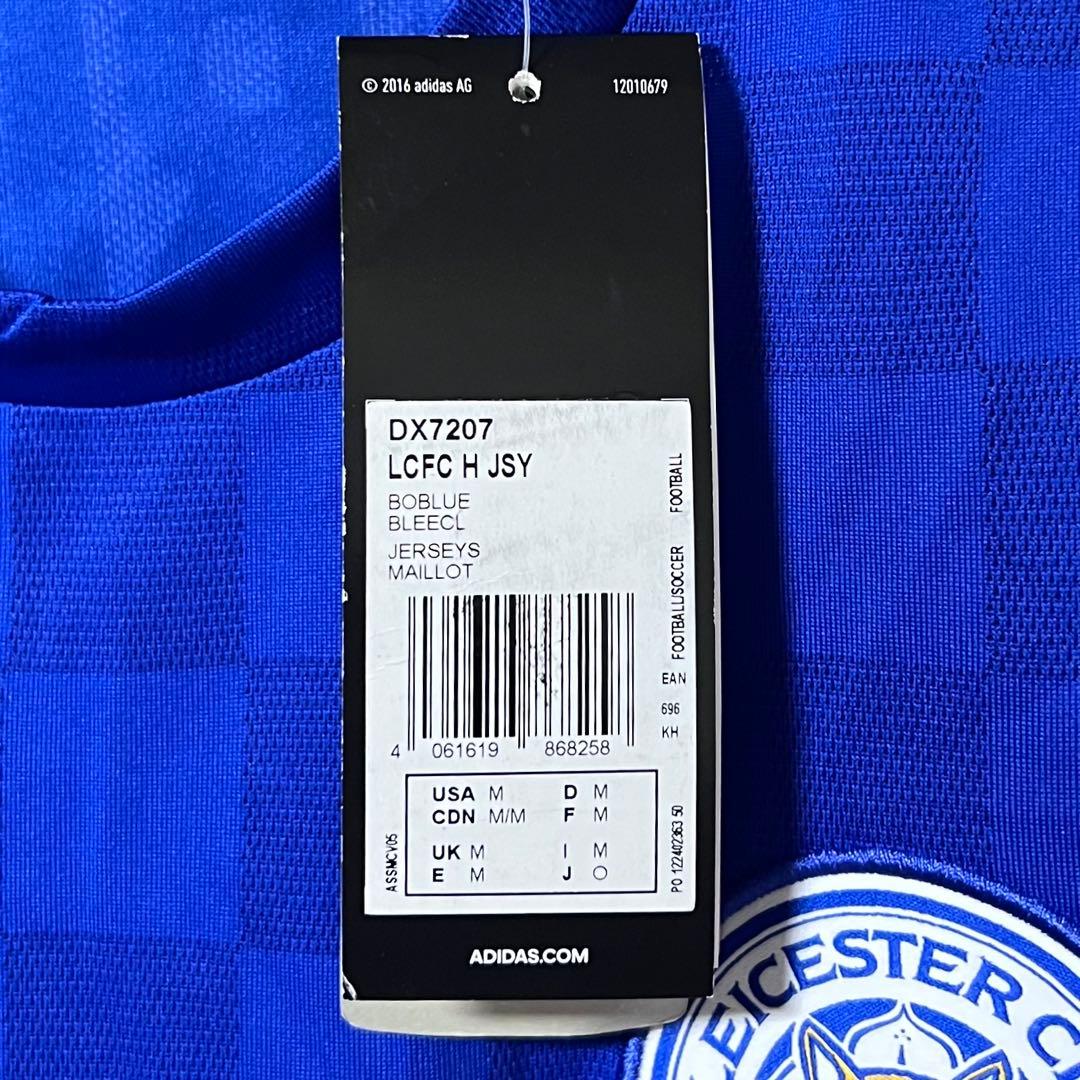 © 2016 adidas AG 12010679
DX7207
LCFC H JSY
BOBLUE
BLEECL
JERSEYS
MAILLOT
FOOTBALL/SOCCER FOOTBALL
EAN
696
KH
4 061619 868258
USA M D M
CDN M/M F M
UK M I M
E M J O
ASSMCV05
PO 122402363 50
ADIDAS.COM
LEICESTER C